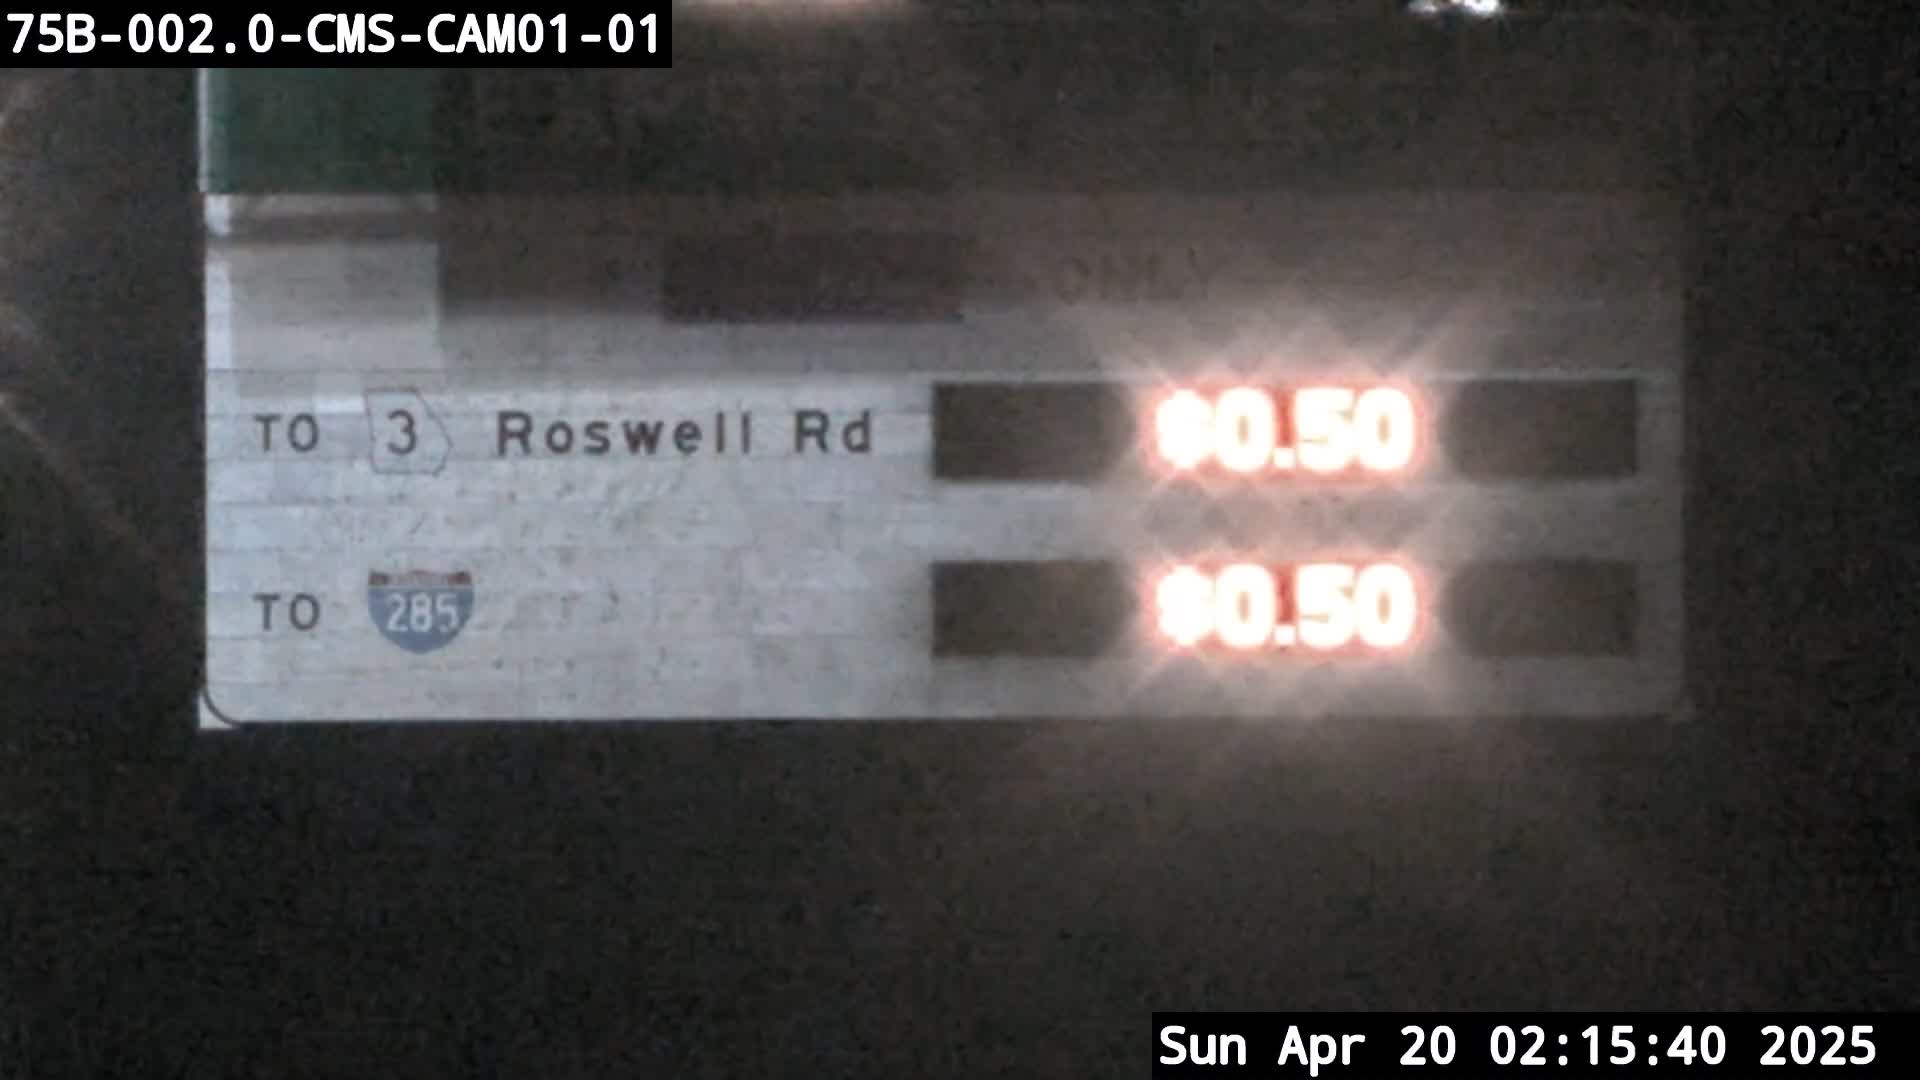 75B-002.0-CMS-CAM01-01
ONLY
TO 3 Roswell Rd $0.50
TO 285 $0.50
Sun Apr 20 02:15:40 2025